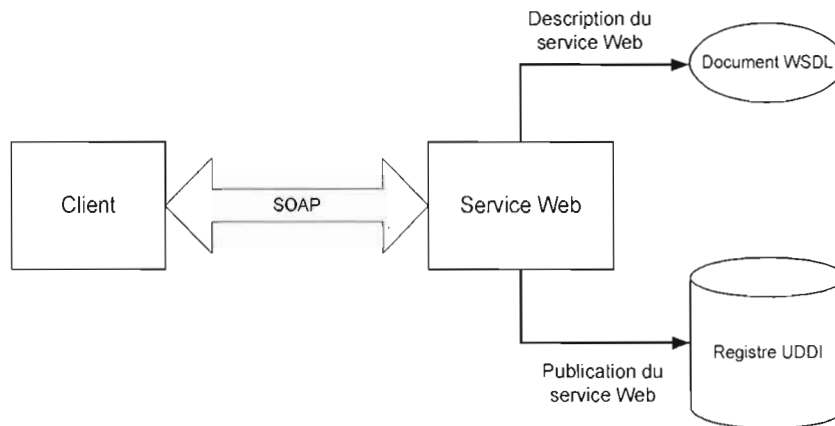 Description du
service Web
Document WSDL
Client
SOAP
Service Web
Registre UDDI
Publication du
service Web